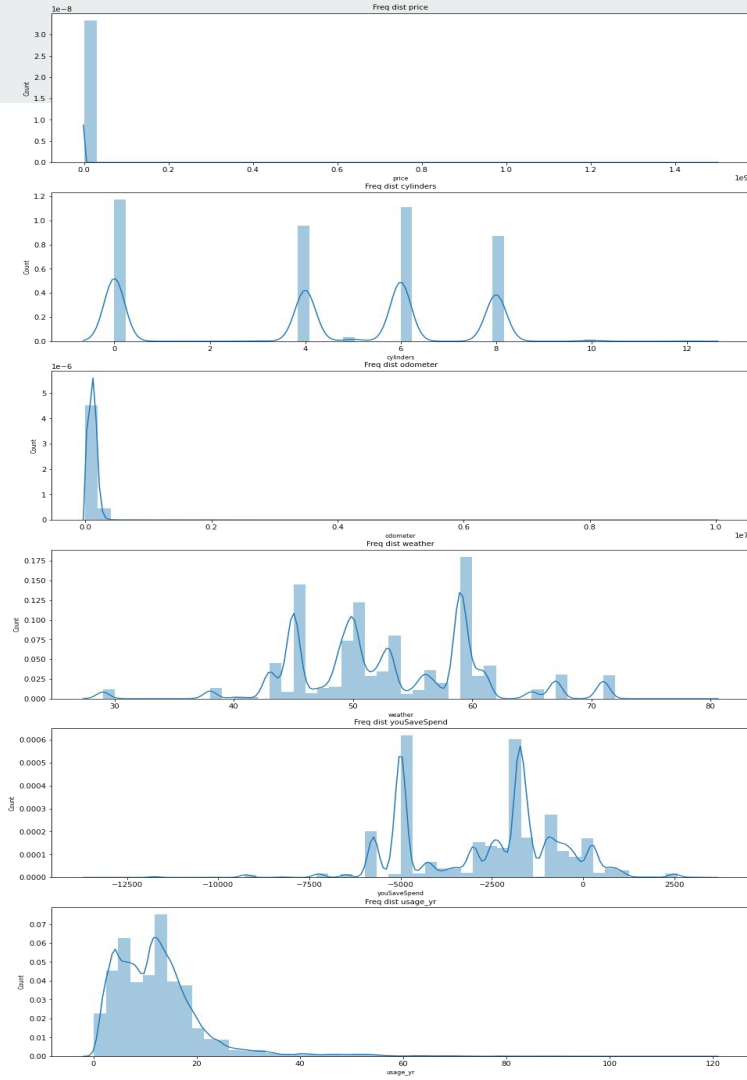 Freq dist price
1e−8
3.0
2.5
2.0
1.5
1.0
0.5
0.0
Count
0.0 0.2 0.4 0.6 0.8 1.0 1.2 1.4
1e9
price
Freq dist cylinders
1.2
1.0
0.8
0.6
0.4
0.2
0.0
Count
0 2 4 6 8 10 12
cylinders
Freq dist odometer
1e−6
5
4
3
2
1
0
Count
0.0 0.2 0.4 0.6 0.8 1.0
1e7
odometer
Freq dist weather
0.175
0.150
0.125
0.100
0.075
0.050
0.025
0.000
Count
30 40 50 60 70 80
weather
Freq dist youSaveSpend
0.0006
0.0005
0.0004
0.0003
0.0002
0.0001
0.0000
Count
−12500 −10000 −7500 −5000 −2500 0 2500
youSaveSpend
Freq dist usage_yr
0.07
0.06
0.05
0.04
0.03
0.02
0.01
0.00
Count
0 20 40 60 80 100 120
usage_yr